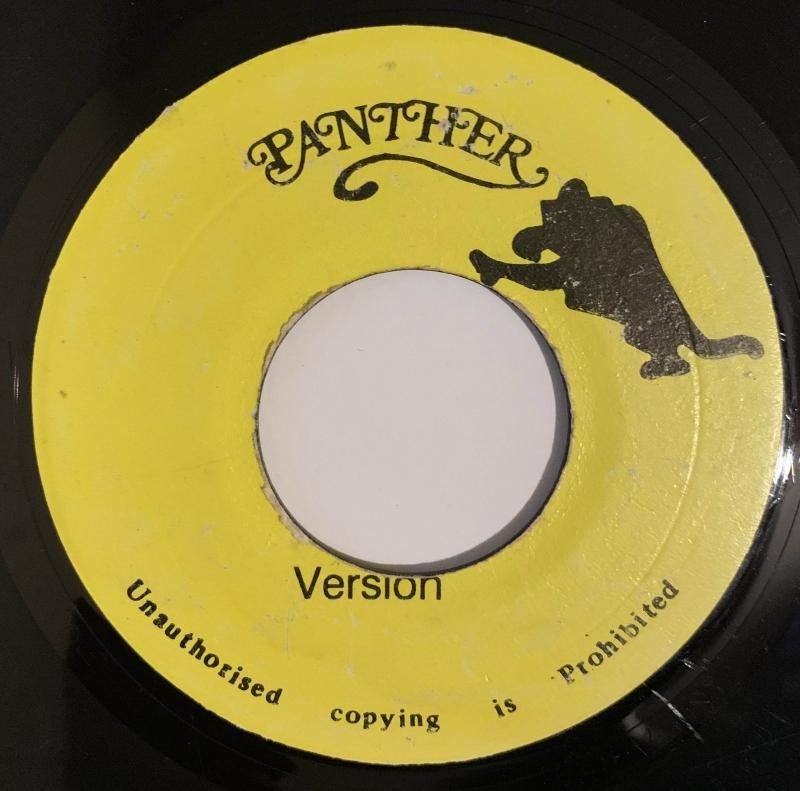 PANTHER
Version
Unauthorised copying is Prohibited